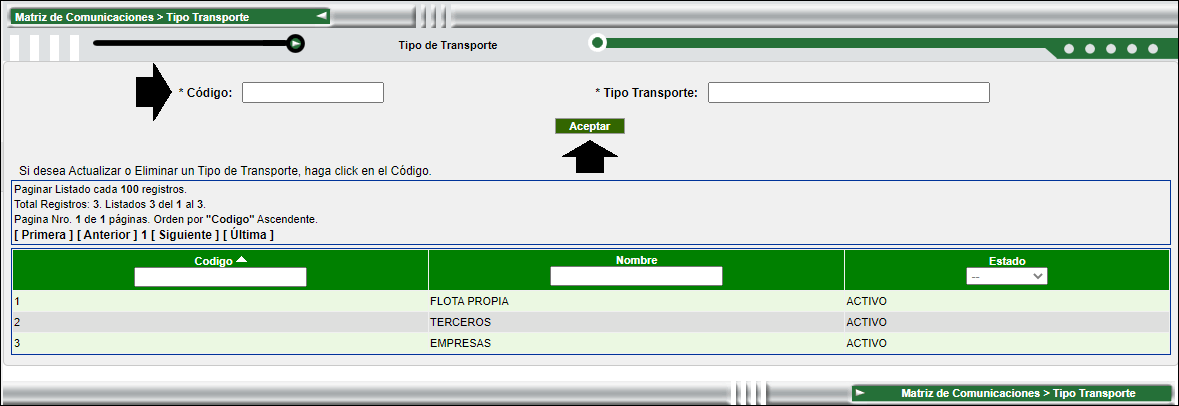 Matriz de Comunicaciones > Tipo Transporte
Tipo de Transporte
* Código:
* Tipo Transporte:
Aceptar
Si desea Actualizar o Eliminar un Tipo de Transporte, haga click en el Código.
Paginar Listado cada 100 registros.
Total Registros: 3. Listados 3 del 1 al 3.
Pagina Nro. 1 de 1 páginas. Orden por "Codigo" Ascendente.
[ Primera ] [ Anterior ] 1 [ Siguiente ] [ Última ]
Codigo Nombre Estado
--
1 FLOTA PROPIA ACTIVO
2 TERCEROS ACTIVO
3 EMPRESAS ACTIVO
Matriz de Comunicaciones > Tipo Transporte